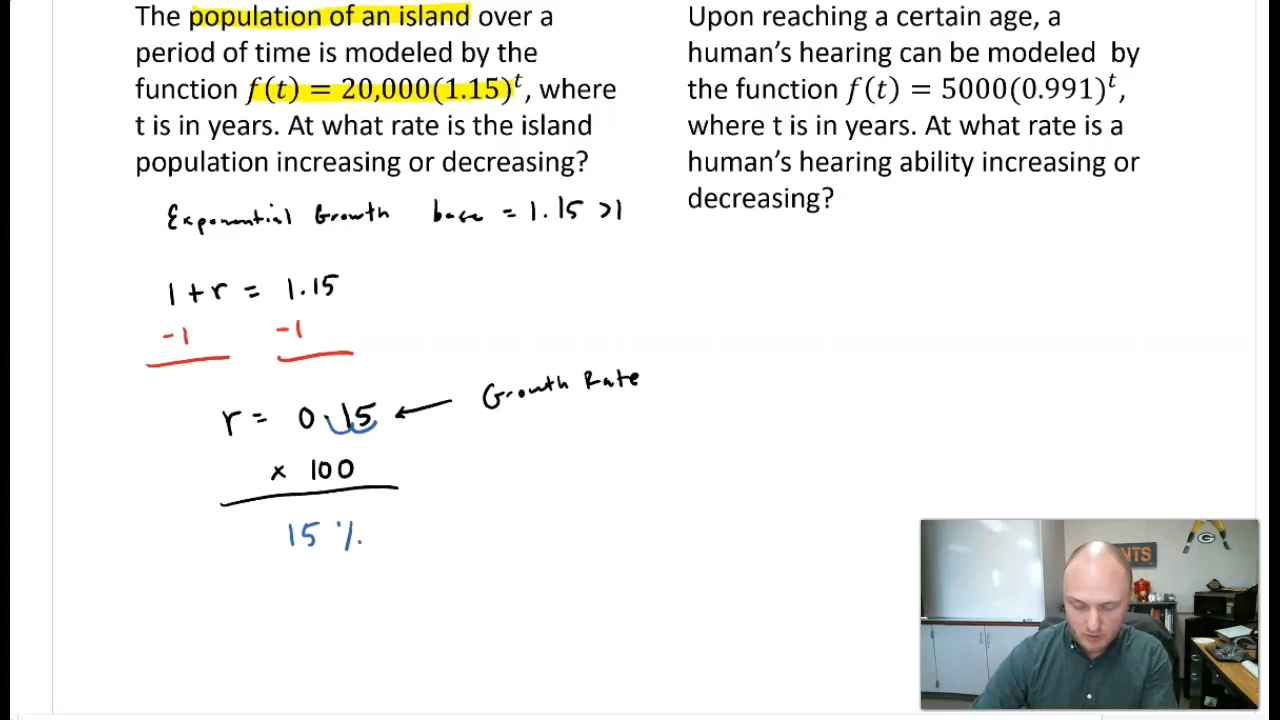 The population of an island over a
period of time is modeled by the
function f(t) = 20,000(1.15)^t, where
t is in years. At what rate is the island
population increasing or decreasing?
Exponential Growth base = 1.15 >1
1 + r = 1.15
-1 -1
r = 0.15 ← Growth Rate
x 100
15 %
Upon reaching a certain age, a
human's hearing can be modeled by
the function f(t) = 5000(0.991)^t,
where t is in years. At what rate is a
human's hearing ability increasing or
decreasing?
NTS
G